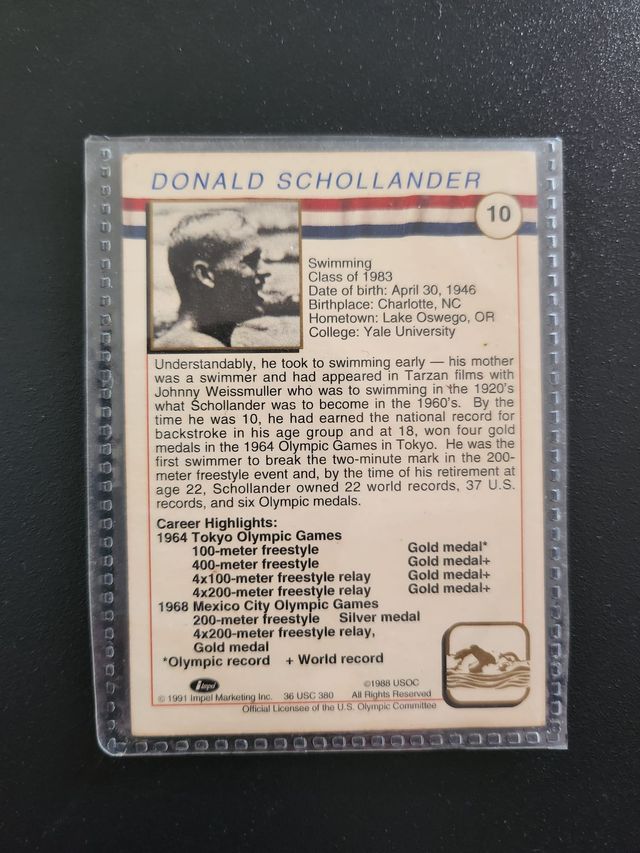 DONALD SCHOLLANDER
10
Swimming
Class of 1983
Date of birth: April 30, 1946
Birthplace: Charlotte, NC
Hometown: Lake Oswego, OR
College: Yale University
Understandably, he took to swimming early — his mother
was a swimmer and had appeared in Tarzan films with
Johnny Weissmuller who was to swimming in the 1920's
what Schollander was to become in the 1960's. By the
time he was 10, he had earned the national record for
backstroke in his age group and at 18, won four gold
medals in the 1964 Olympic Games in Tokyo. He was the
first swimmer to break the two-minute mark in the 200-
meter freestyle event and, by the time of his retirement at
age 22, Schollander owned 22 world records, 37 U.S.
records, and six Olympic medals.
Career Highlights:
1964 Tokyo Olympic Games
100-meter freestyle Gold medal*
400-meter freestyle Gold medal+
4x100-meter freestyle relay Gold medal+
4x200-meter freestyle relay Gold medal+
1968 Mexico City Olympic Games
200-meter freestyle Silver medal
4x200-meter freestyle relay,
Gold medal
*Olympic record + World record
Impel ©1988 USOC
© 1991 Impel Marketing Inc. 36 USC 380 All Rights Reserved
Official Licensee of the U.S. Olympic Committee